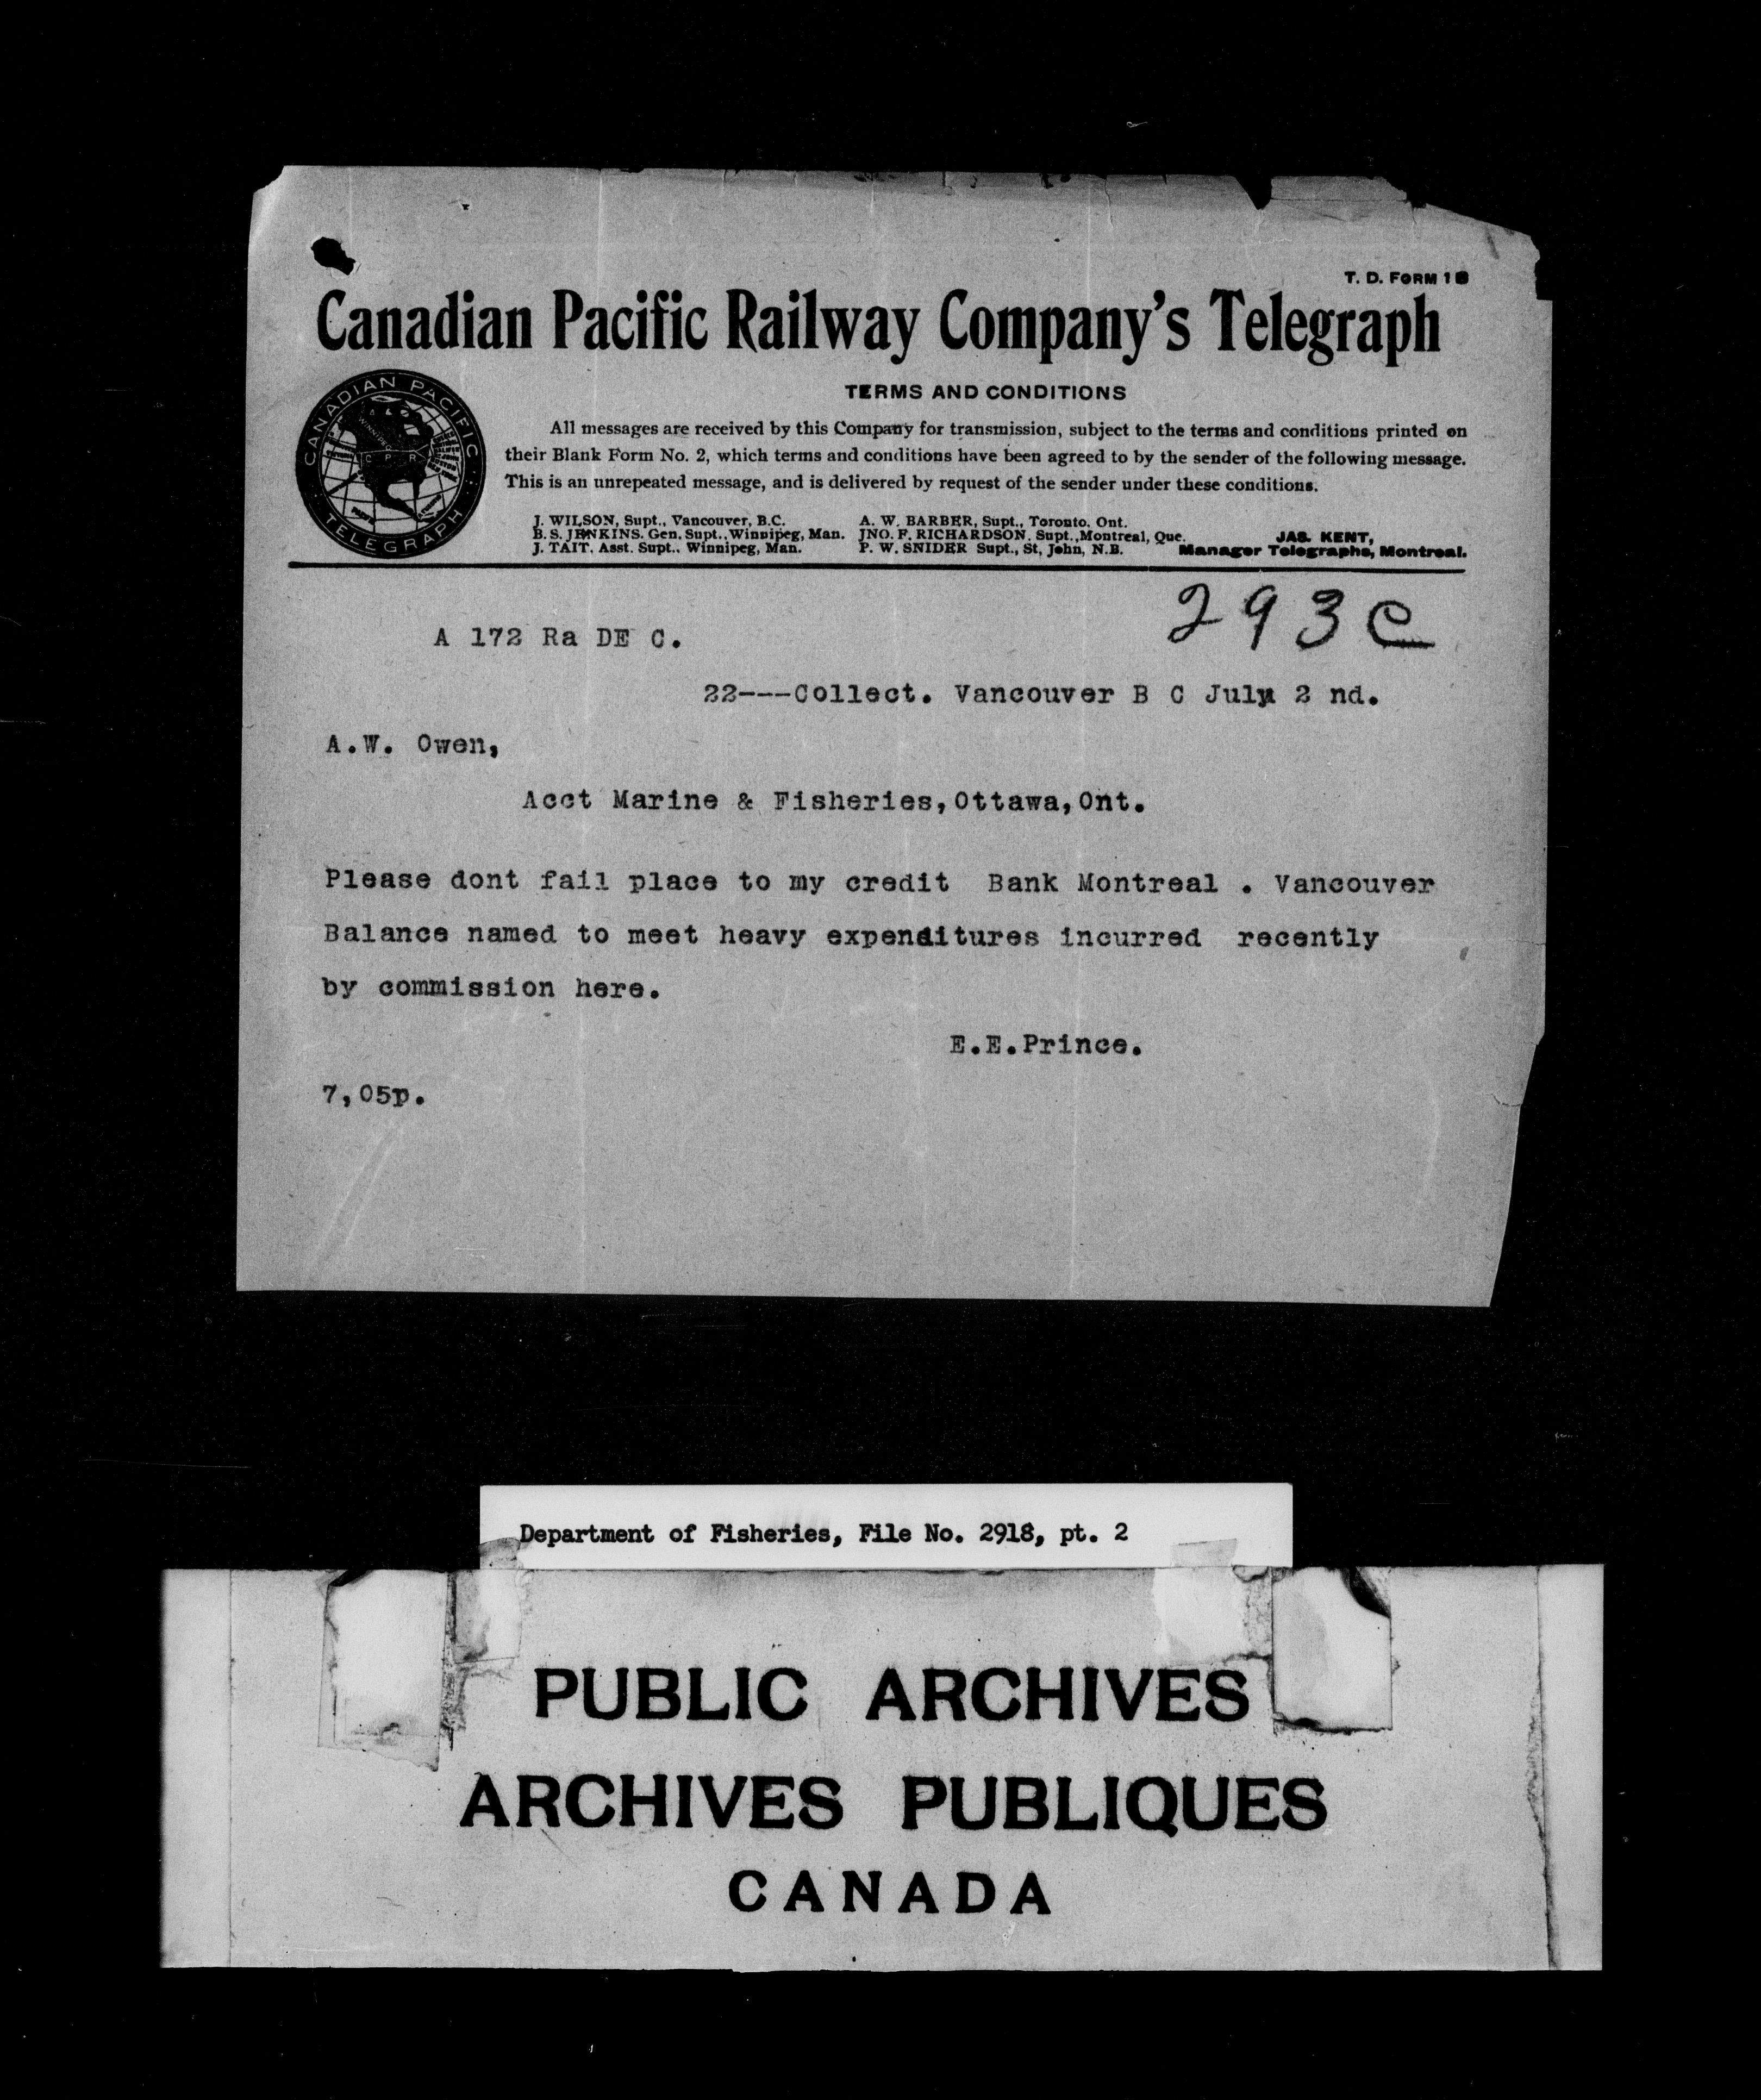 T. D. FORM 1
Canadian Pacific Railway Company's Telegraph
TERMS AND CONDITIONS
CANADIAN PACIFIC
WINNIPEG
C P R
TELEGRAPH
All messages are received by this Company for transmission, subject to the terms and conditions printed on
their Blank Form No. 2, which terms and conditions have been agreed to by the sender of the following message.
This is an unrepeated message, and is delivered by request of the sender under these conditions.
J. WILSON, Supt., Vancouver, B.C.
B. S. JENKINS. Gen. Supt., Winnipeg, Man.
J. TAIT. Asst. Supt.. Winnipeg, Man.
A. W. BARBER, Supt., Toronto. Ont.
JNO. F. RICHARDSON. Supt., Montreal, Que.
P. W. SNIDER Supt., St, John, N.B.
JAS. KENT,
Manager Telegraphs, Montreal.
293c
A 172 Ra DE C.
22---Collect. Vancouver B C July 2 nd.
A.W. Owen,
Acct Marine & Fisheries,Ottawa,Ont.
Please dont fail place to my credit Bank Montreal . Vancouver
Balance named to meet heavy expenditures incurred recently
by commission here.
E.E.Prince.
7,05p.
Department of Fisheries, File No. 2918, pt. 2
PUBLIC ARCHIVES
ARCHIVES PUBLIQUES
CANADA